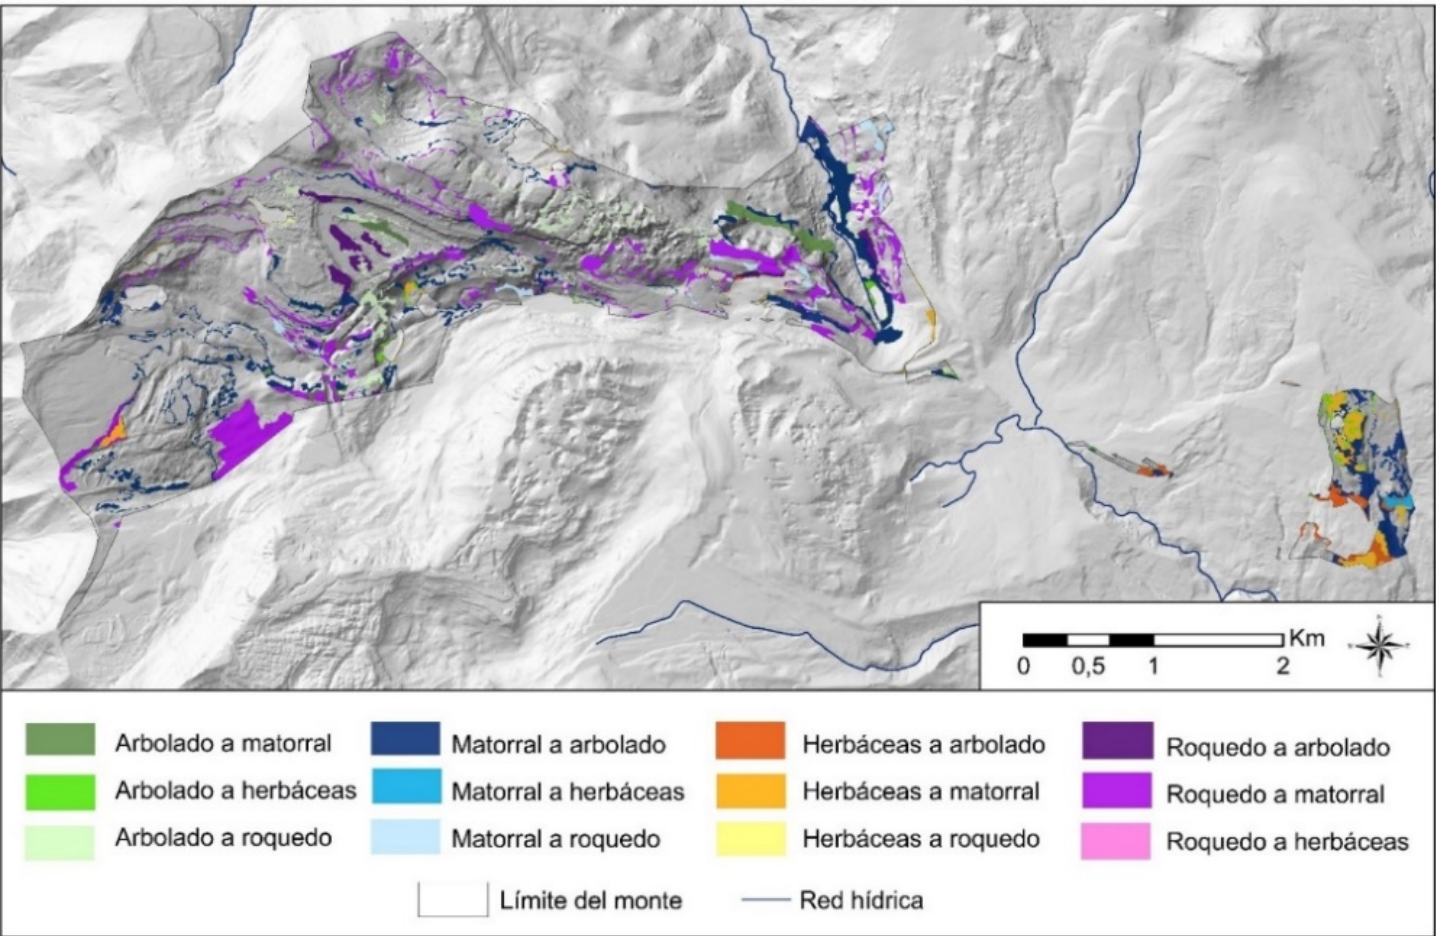 Km
0 0,5 1 2
Arbolado a matorral Matorral a arbolado Herbáceas a arbolado Roquedo a arbolado
Arbolado a herbáceas Matorral a herbáceas Herbáceas a matorral Roquedo a matorral
Arbolado a roquedo Matorral a roquedo Herbáceas a roquedo Roquedo a herbáceas
Límite del monte Red hídrica